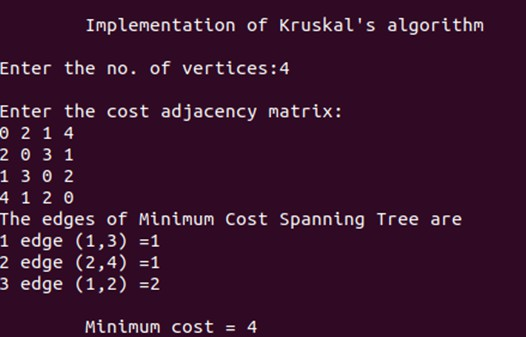 Implementation of Kruskal's algorithm
Enter the no. of vertices:4
Enter the cost adjacency matrix:
0 2 1 4
2 0 3 1
1 3 0 2
4 1 2 0
The edges of Minimum Cost Spanning Tree are
1 edge (1,3) =1
2 edge (2,4) =1
3 edge (1,2) =2
Minimum cost = 4